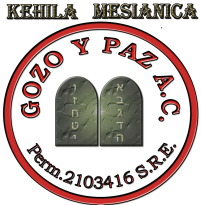 KEHILA MESIANICA
GOZO Y PAZ A.C.
א ו
ב ז
ג ח
ד ט
ה י
Perm.2103416 S.R.E.